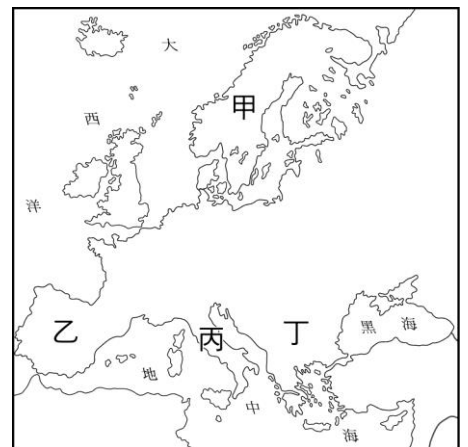 大
西
洋
甲
乙
丙
丁
黑海
地
中
海